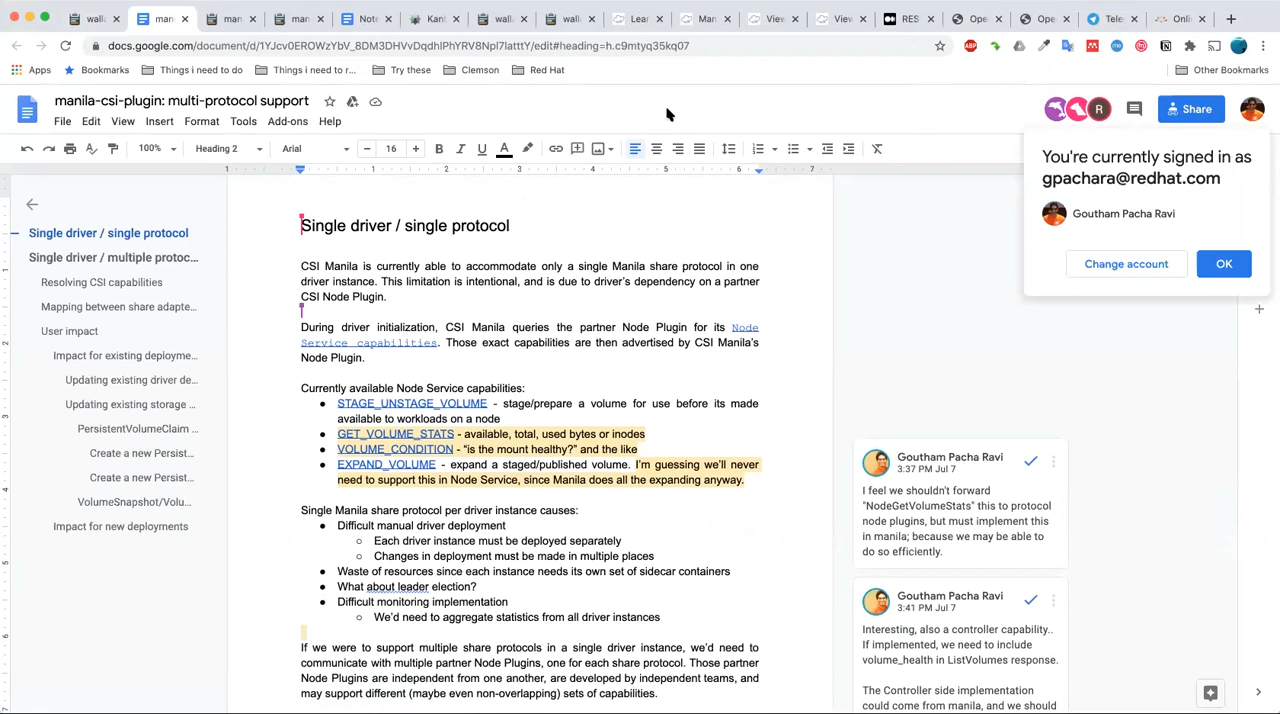 walla
man
man
man
Note
Kan
walla
walla
Lear
Man
View
View
RES
Ope
Ope
Tele
Onli
docs.google.com/document/d/1YJcv0EROWzYbV_8DM3DHVvDqdhlPhYRV8Npl7IatttY/edit#heading=h.c9mtyq35kq07
Apps
Bookmarks
Things i need to do
Things i need to r...
Try these
Clemson
Red Hat
Other Bookmarks
manila-csi-plugin: multi-protocol support
File Edit View Insert Format Tools Add-ons Help
Share
100%
Heading 2
Arial
16
You're currently signed in as
gpachara@redhat.com
Goutham Pacha Ravi
Change account
OK
Single driver / single protocol
Single driver / multiple protoc...
Resolving CSI capabilities
Mapping between share adapte...
User impact
Impact for existing deployme...
Updating existing driver de...
Updating existing storage ...
PersistentVolumeClaim ...
Create a new Persist...
Create a new Persist...
VolumeSnapshot/Volu...
Impact for new deployments
Single driver / single protocol
CSI Manila is currently able to accommodate only a single Manila share protocol in one
driver instance. This limitation is intentional, and is due to driver's dependency on a partner
CSI Node Plugin.
During driver initialization, CSI Manila queries the partner Node Plugin for its Node
Service capabilities. Those exact capabilities are then advertised by CSI Manila's
Node Plugin.
Currently available Node Service capabilities:
● STAGE_UNSTAGE_VOLUME - stage/prepare a volume for use before its made
available to workloads on a node
● GET_VOLUME_STATS - available, total, used bytes or inodes
● VOLUME_CONDITION - “is the mount healthy?” and the like
● EXPAND_VOLUME - expand a staged/published volume. I'm guessing we'll never
need to support this in Node Service, since Manila does all the expanding anyway.
Single Manila share protocol per driver instance causes:
● Difficult manual driver deployment
○ Each driver instance must be deployed separately
○ Changes in deployment must be made in multiple places
● Waste of resources since each instance needs its own set of sidecar containers
● What about leader election?
● Difficult monitoring implementation
○ We'd need to aggregate statistics from all driver instances
If we were to support multiple share protocols in a single driver instance, we'd need to
communicate with multiple partner Node Plugins, one for each share protocol. Those partner
Node Plugins are independent from one another, are developed by independent teams, and
may support different (maybe even non-overlapping) sets of capabilities.
Goutham Pacha Ravi
3:37 PM Jul 7
I feel we shouldn't forward
"NodeGetVolumeStats" this to protocol
node plugins, but must implement this
in manila; because we may be able to
do so efficiently.
Goutham Pacha Ravi
3:41 PM Jul 7
Interesting, also a controller capability..
If implemented, we need to include
volume_health in ListVolumes response.
The Controller side implementation
could come from manila, and we should